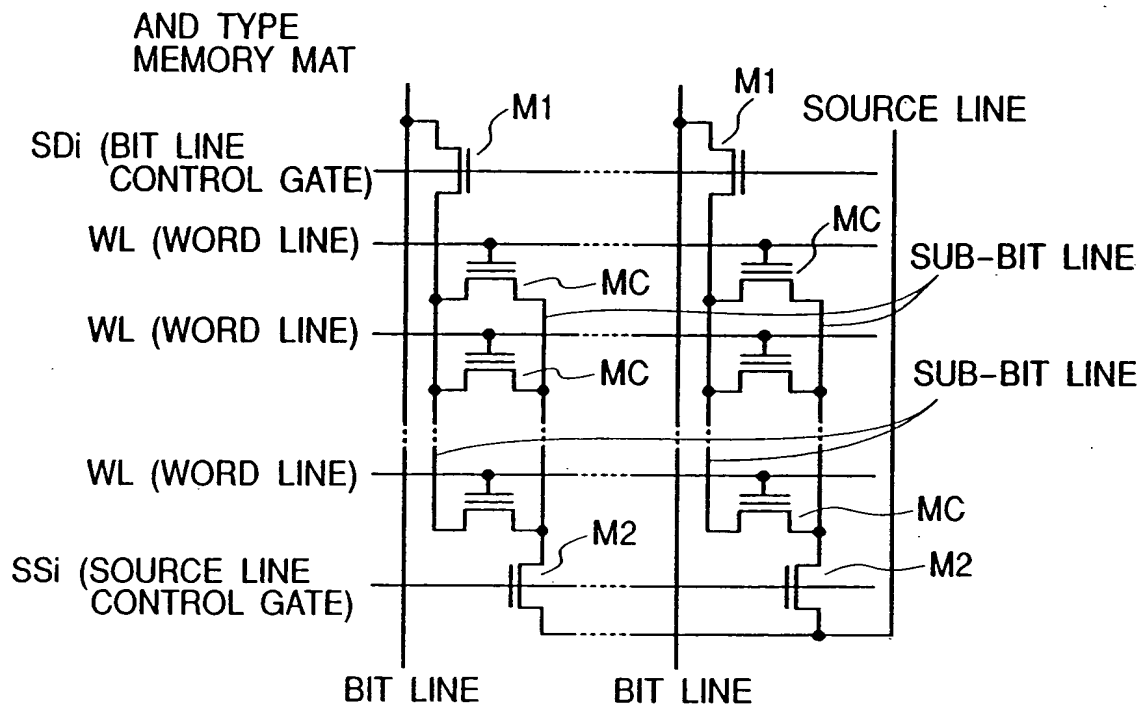 AND TYPE
MEMORY MAT
M1
M1
SOURCE LINE
SDi (BIT LINE
CONTROL GATE)
WL (WORD LINE)
MC
SUB-BIT LINE
MC
WL (WORD LINE)
MC
SUB-BIT LINE
WL (WORD LINE)
MC
M2
M2
SSi (SOURCE LINE
CONTROL GATE)
BIT LINE
BIT LINE